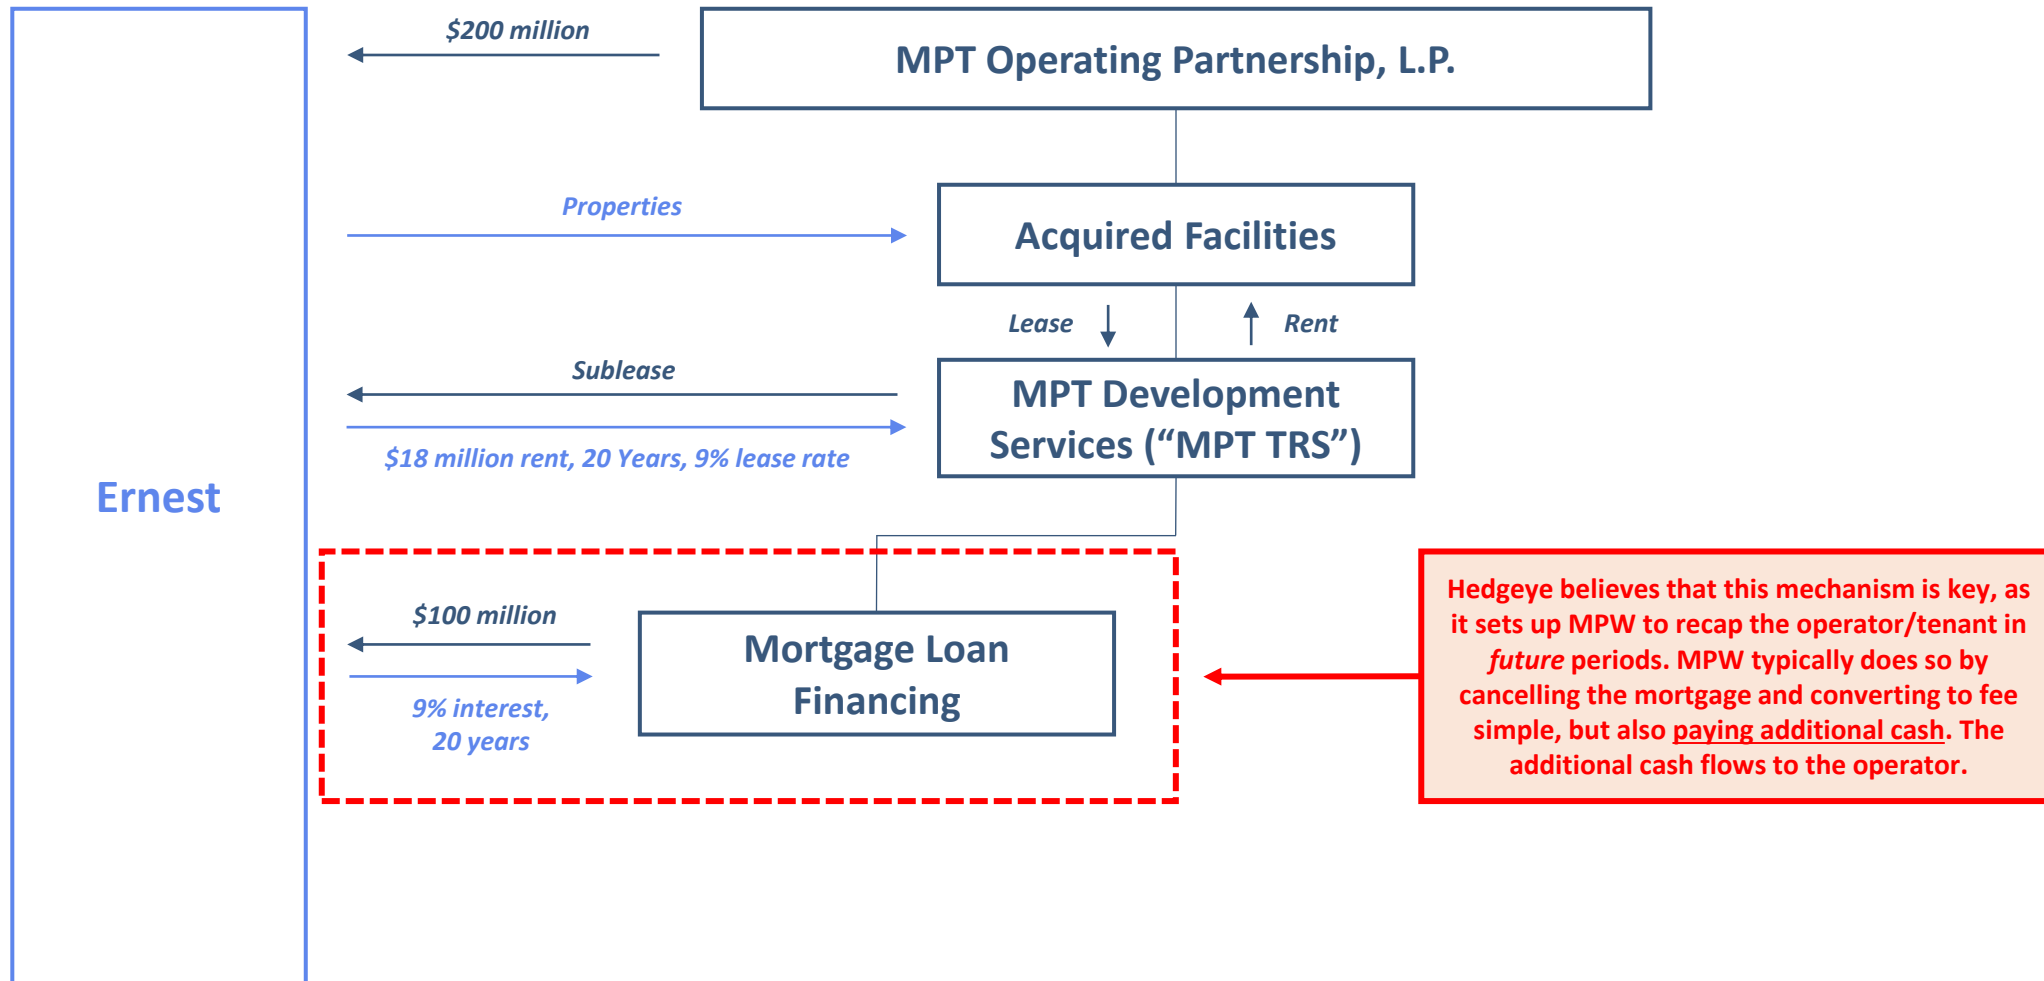 $200 million
MPT Operating Partnership, L.P.
Properties
Acquired Facilities
Lease
Rent
Sublease
MPT Development
Services (“MPT TRS”)
$18 million rent, 20 Years, 9% lease rate
Ernest
$100 million
Mortgage Loan
Financing
9% interest,
20 years
Hedgeye believes that this mechanism is key, as
it sets up MPW to recap the operator/tenant in
future periods. MPW typically does so by
cancelling the mortgage and converting to fee
simple, but also paying additional cash. The
additional cash flows to the operator.